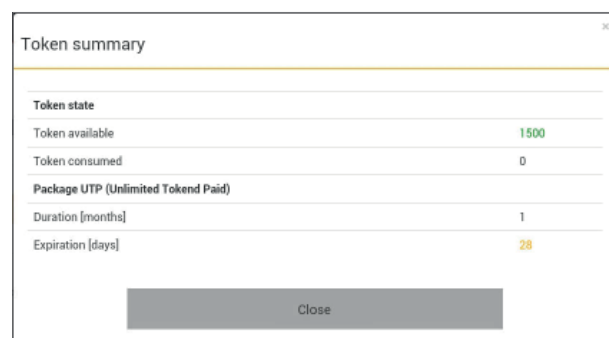 ×
Token summary
Token state
Token available 1500
Token consumed 0
Package UTP (Unlimited Tokend Paid)
Duration [months] 1
Expiration [days] 28
Close